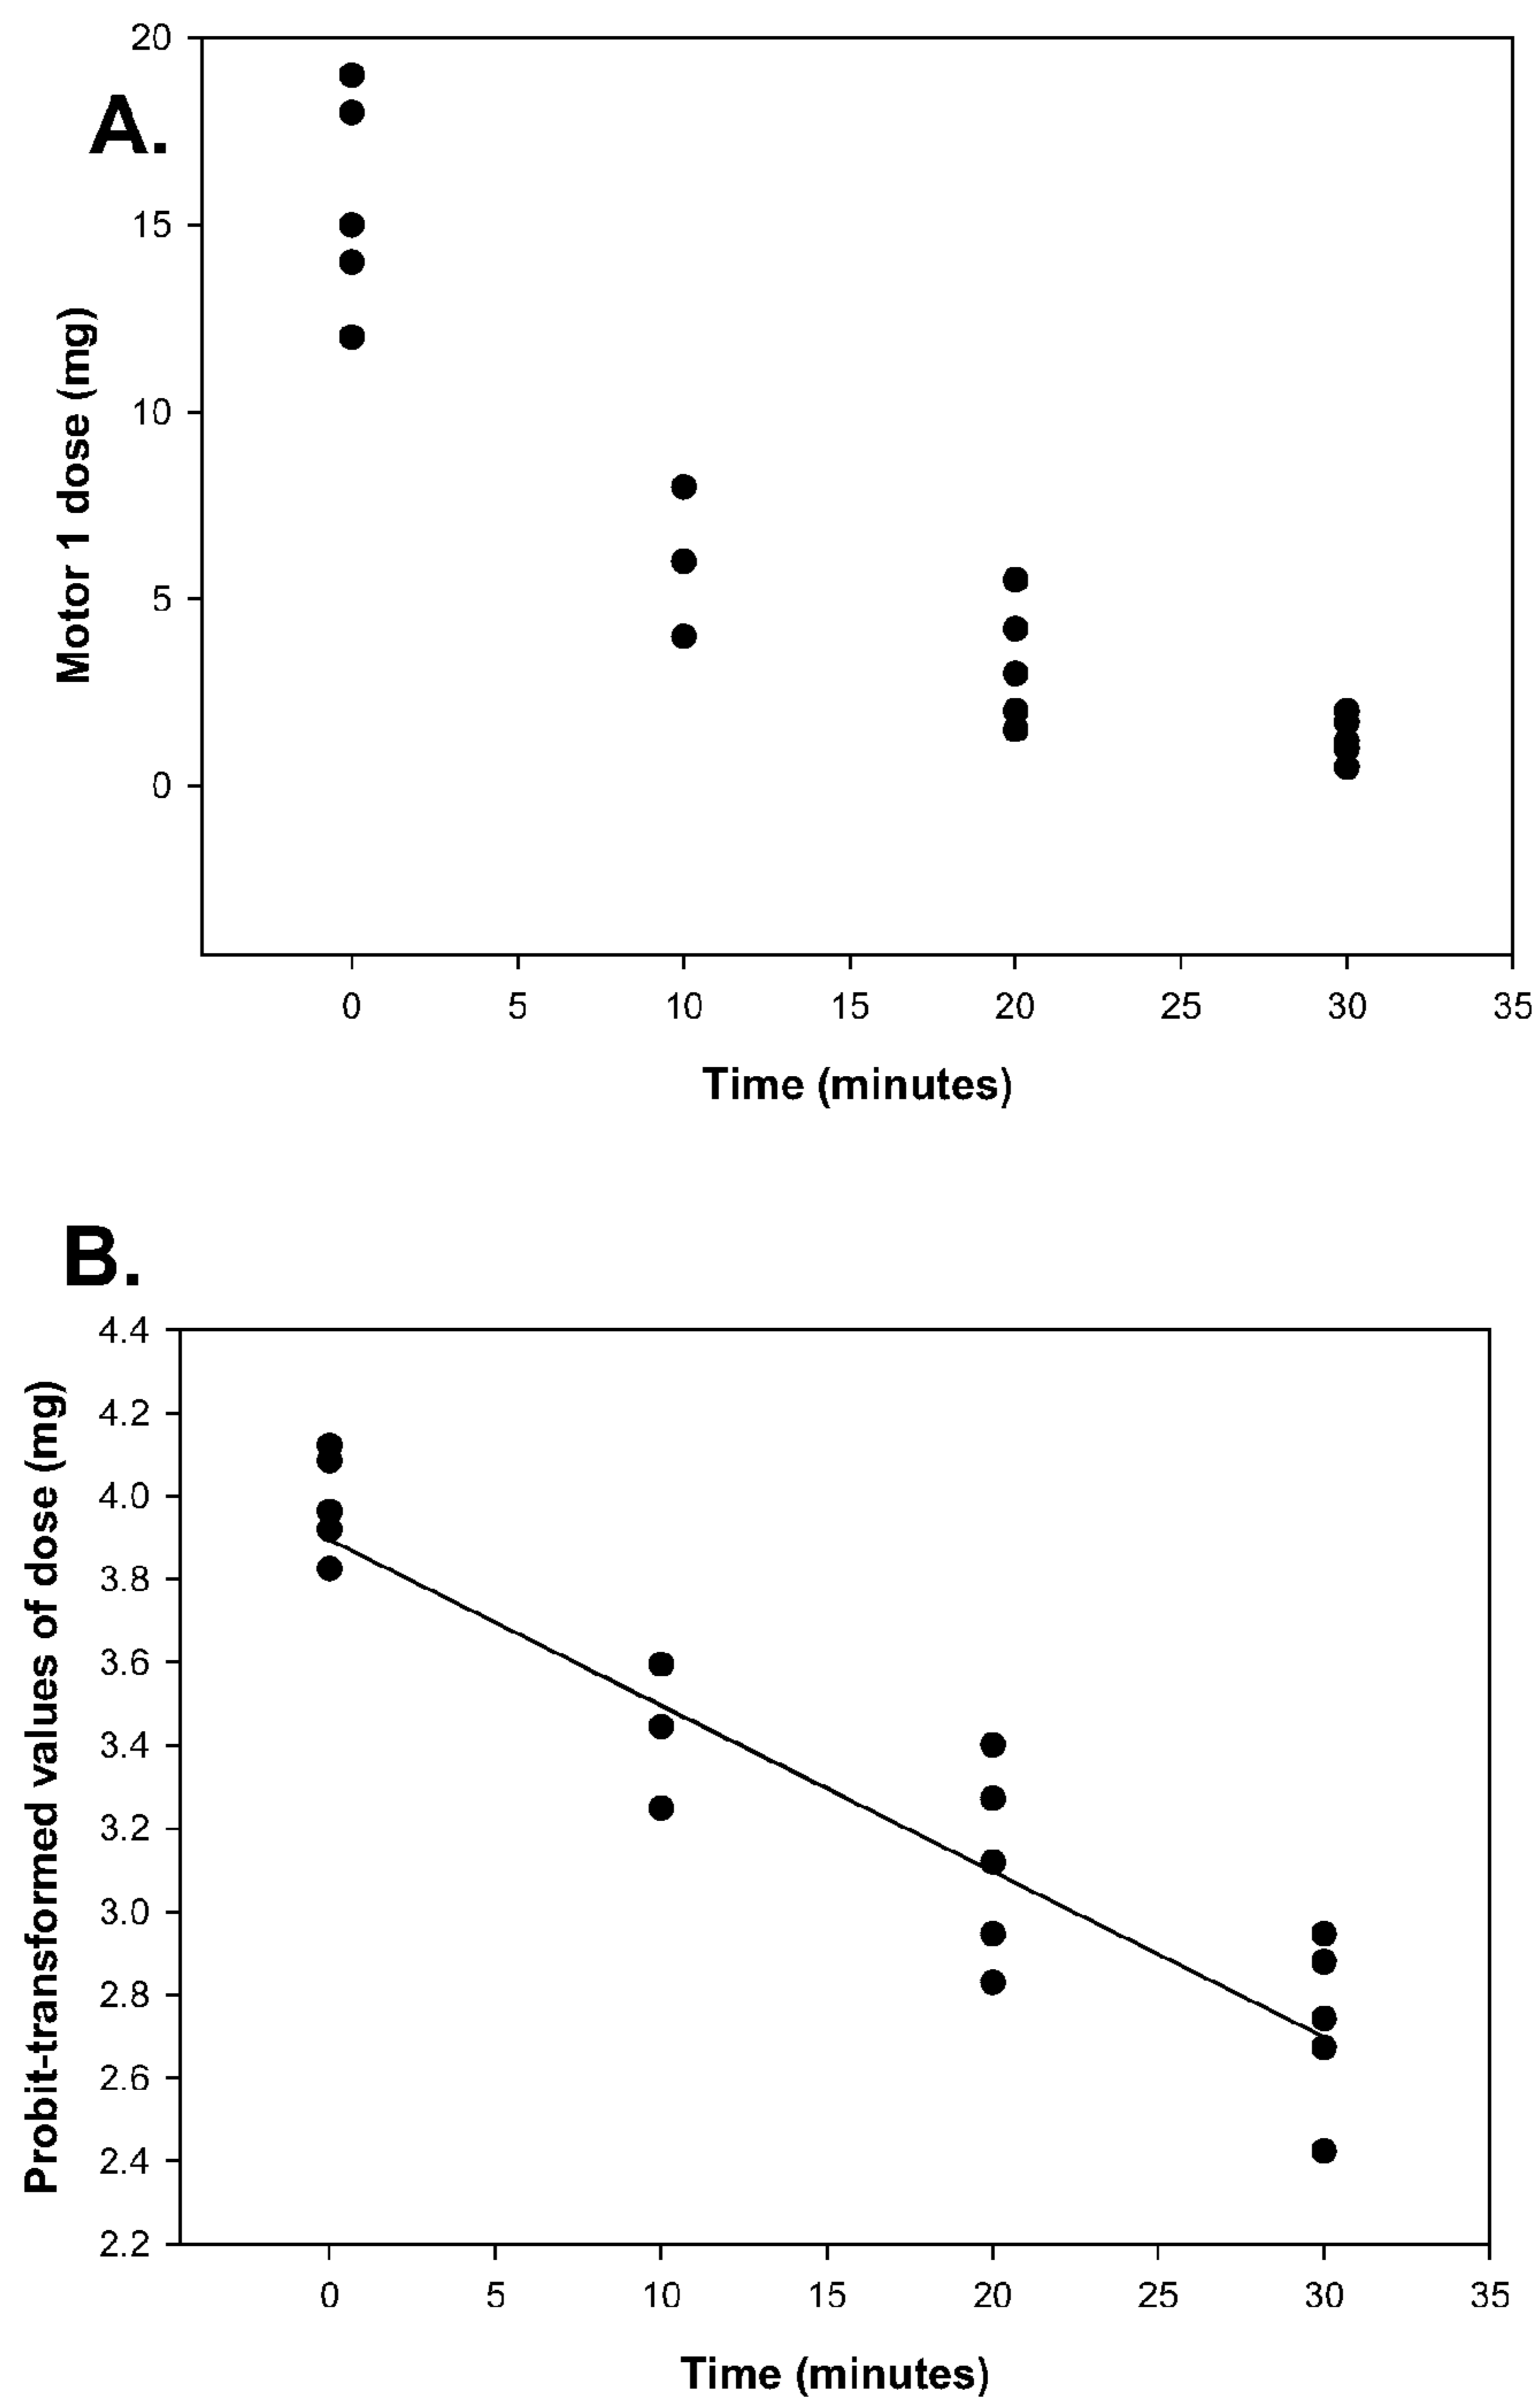 A.
Motor 1 dose (mg)
20
15
10
5
0
0 5 10 15 20 25 30 35
Time (minutes)
B.
Probit-transformed values of dose (mg)
4.4
4.2
4.0
3.8
3.6
3.4
3.2
3.0
2.8
2.6
2.4
2.2
0 5 10 15 20 25 30 35
Time (minutes)